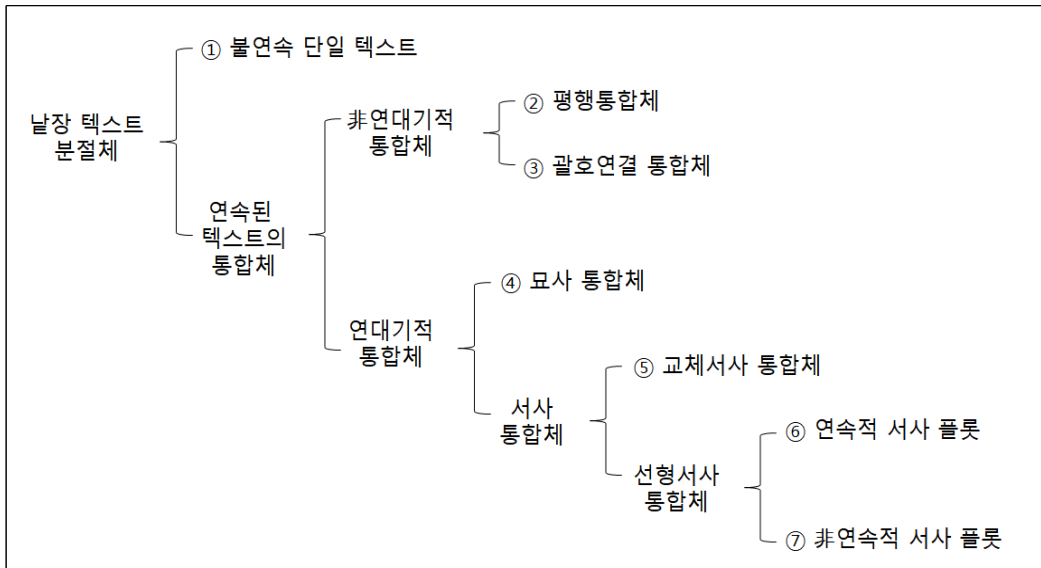 ① 불연속 단일 텍스트
② 평행통합체
낱장 텍스트
분절체
非연대기적
통합체
③ 괄호연결 통합체
연속된
텍스트의
통합체
④ 묘사 통합체
연대기적
통합체
⑤ 교체서사 통합체
서사
통합체
⑥ 연속적 서사 플롯
선형서사
통합체
⑦ 非연속적 서사 플롯